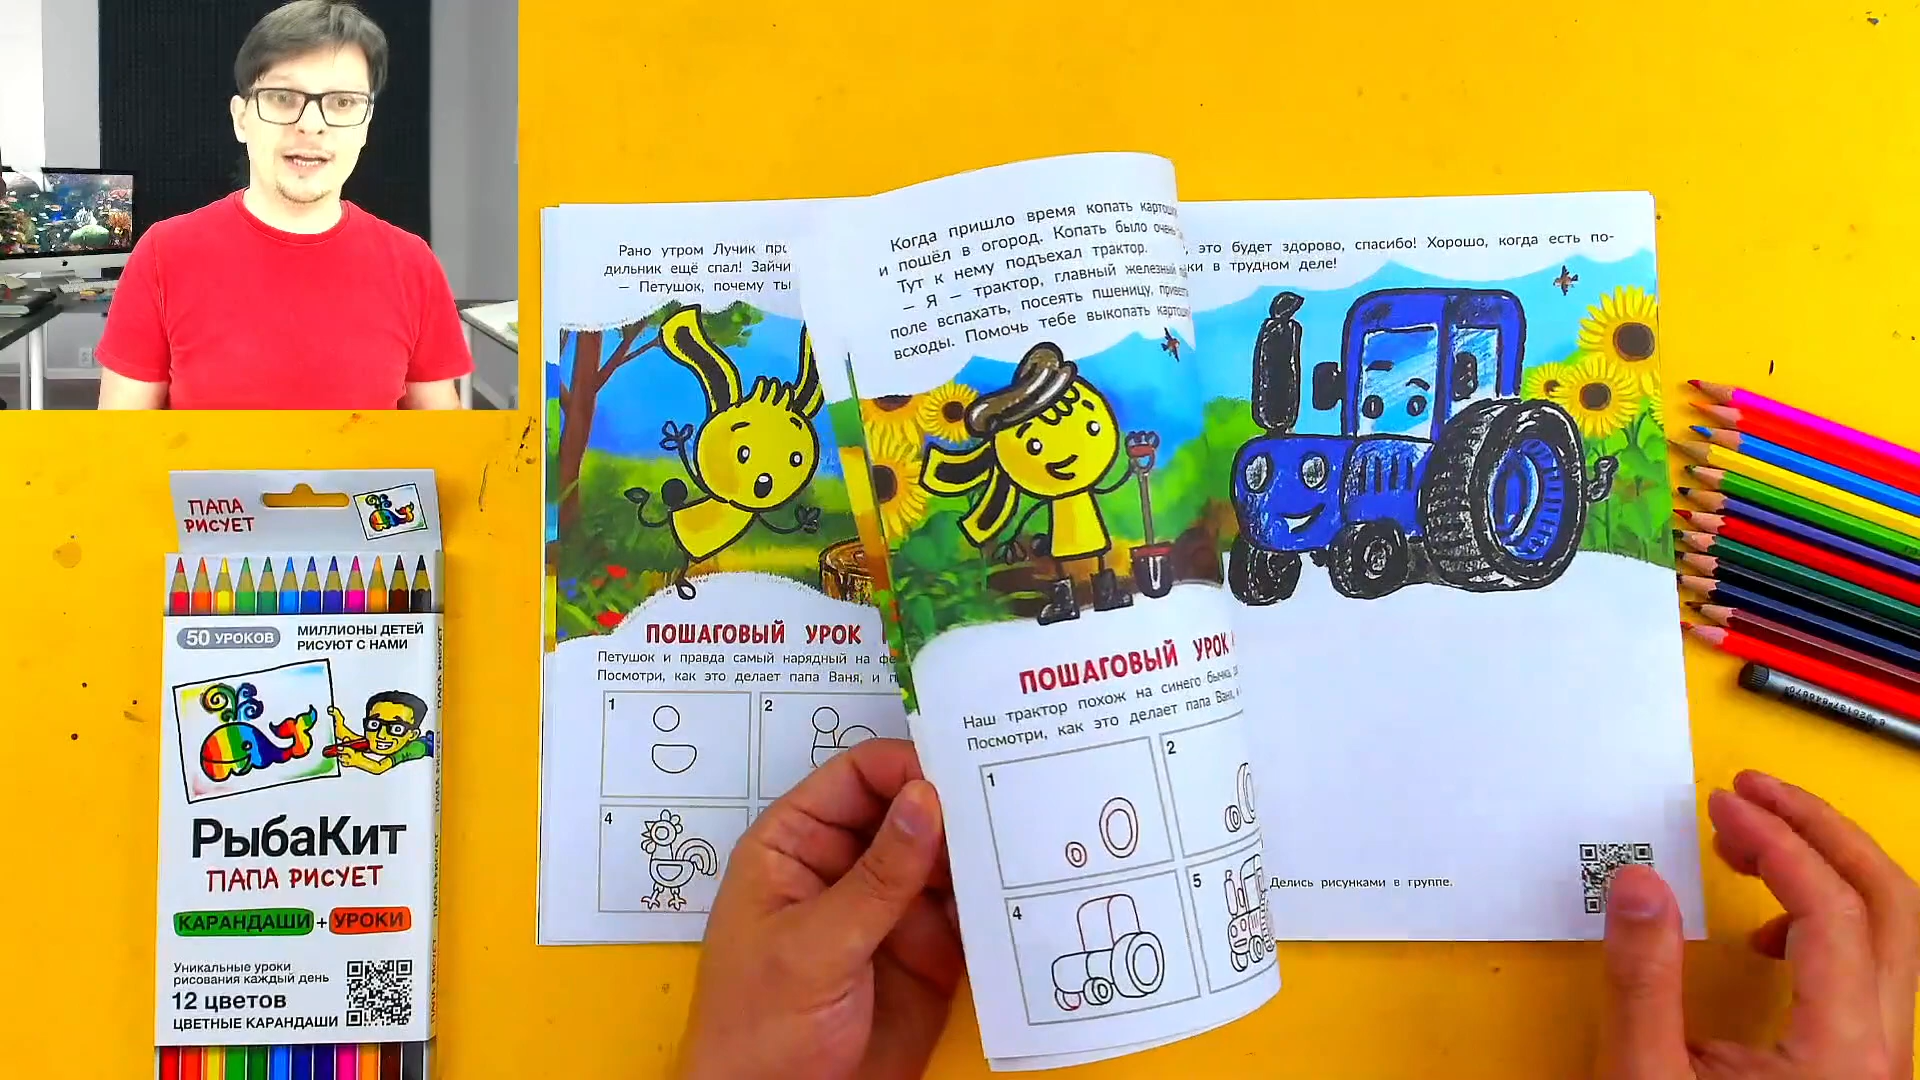 Рано утром Лучик
дильник ещё спал!
– Петушок, почему ты
ПОШАГОВЫЙ УРОК
Петушок и правда самый нарядный на
Посмотри, как это делает папа Ваня, и
1
2
4
Когда пришло время копать
и пошёл в огород. Копать было очень
Тут к нему подъехал трактор.
– Я – трактор, главный железный
поле вспахать, посеять пшеницу,
всходы. Помочь тебе выкопать
ПОШАГОВЫЙ УРОК
Наш трактор похож на синего бычка
Посмотри, как это делает папа Ваня,
1
2
4
5
, это будет здорово, спасибо! Хорошо, когда есть по-
ки в трудном деле!
Делись рисунками в группе.
ПАПА
РИСУЕТ
50 УРОКОВ
МИЛЛИОНЫ ДЕТЕЙ
РИСУЮТ С НАМИ
РыбаКит
ПАПА РИСУЕТ
КАРАНДАШИ + УРОКИ
Уникальные уроки
рисования каждый день
12 цветов
ЦВЕТНЫЕ КАРАНДАШИ